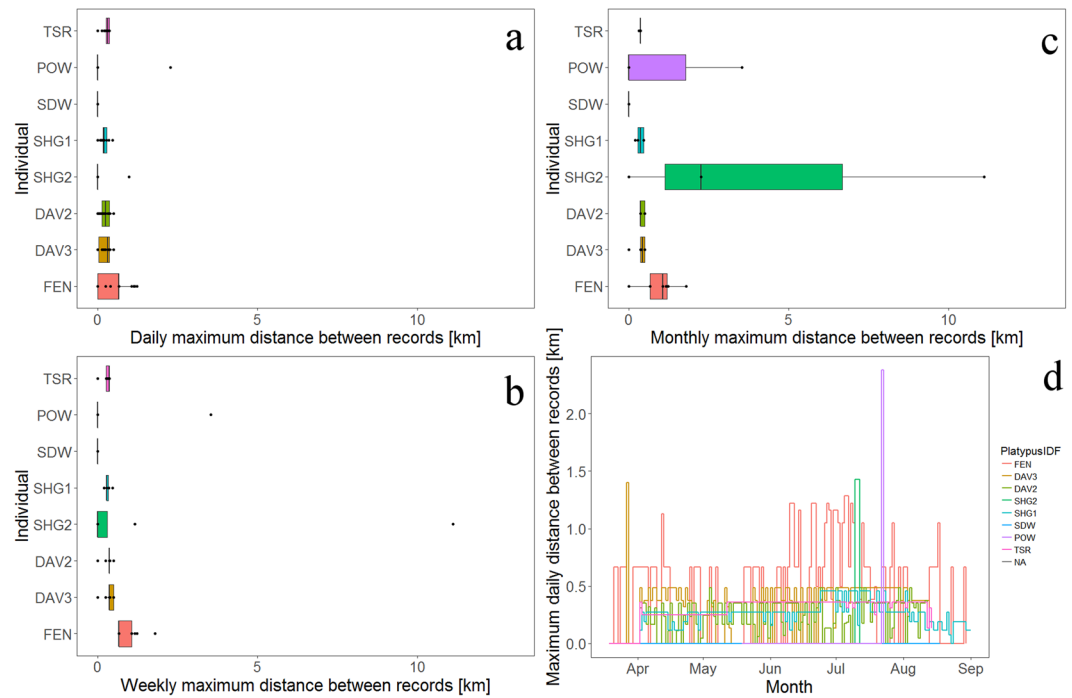 a
TSR
POW
SDW
SHG1
SHG2
DAV2
DAV3
FEN
Individual
0
5
10
Daily maximum distance between records [km]
c
TSR
POW
SDW
SHG1
SHG2
DAV2
DAV3
FEN
Individual
0
5
10
Monthly maximum distance between records [km]
b
TSR
POW
SDW
SHG1
SHG2
DAV2
DAV3
FEN
Individual
0
5
10
Weekly maximum distance between records [km]
d
Maximum daily distance between records [km]
2.0
1.5
1.0
0.5
0.0
Apr
May
Jun
Jul
Aug
Sep
Month
PlatypusIDF
FEN
DAV3
DAV2
SHG2
SHG1
SDW
POW
TSR
NA